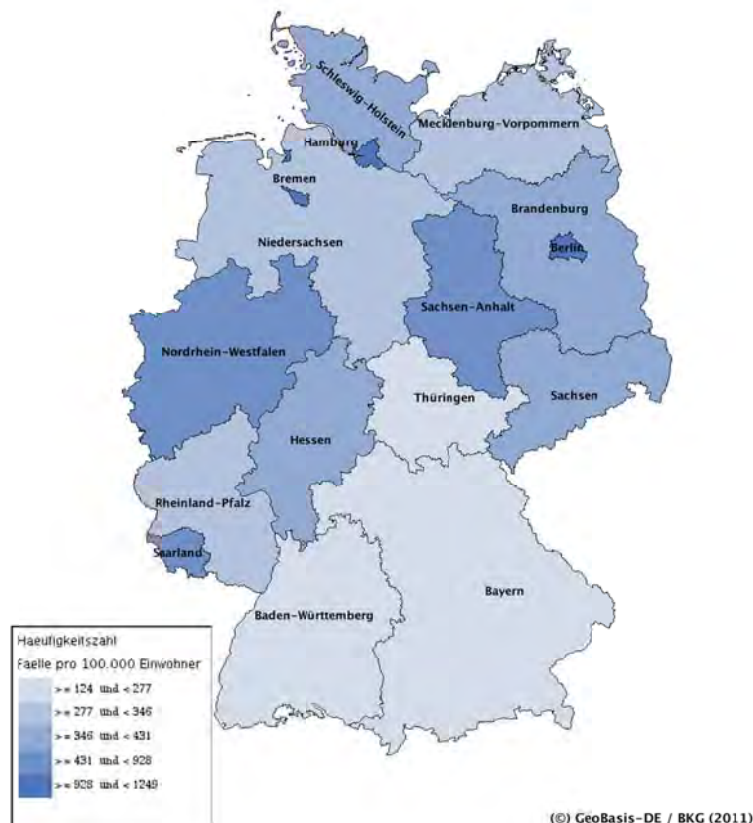 Schleswig-Holstein
Mecklenburg-Vorpommern
Hamburg
Bremen
Brandenburg
Niedersachsen
Berlin
Sachsen-Anhalt
Nordrhein-Westfalen
Thüringen
Sachsen
Hessen
Rheinland-Pfalz
Saarland
Bayern
Baden-Württemberg
Haeufigkeitszahl
Faelle pro 100.000 Einwohner
>= 124 und < 277
>= 277 und < 346
>= 346 und < 431
>= 431 und < 928
>= 928 und < 1249
(©) GeoBasis-DE / BKG (2011)